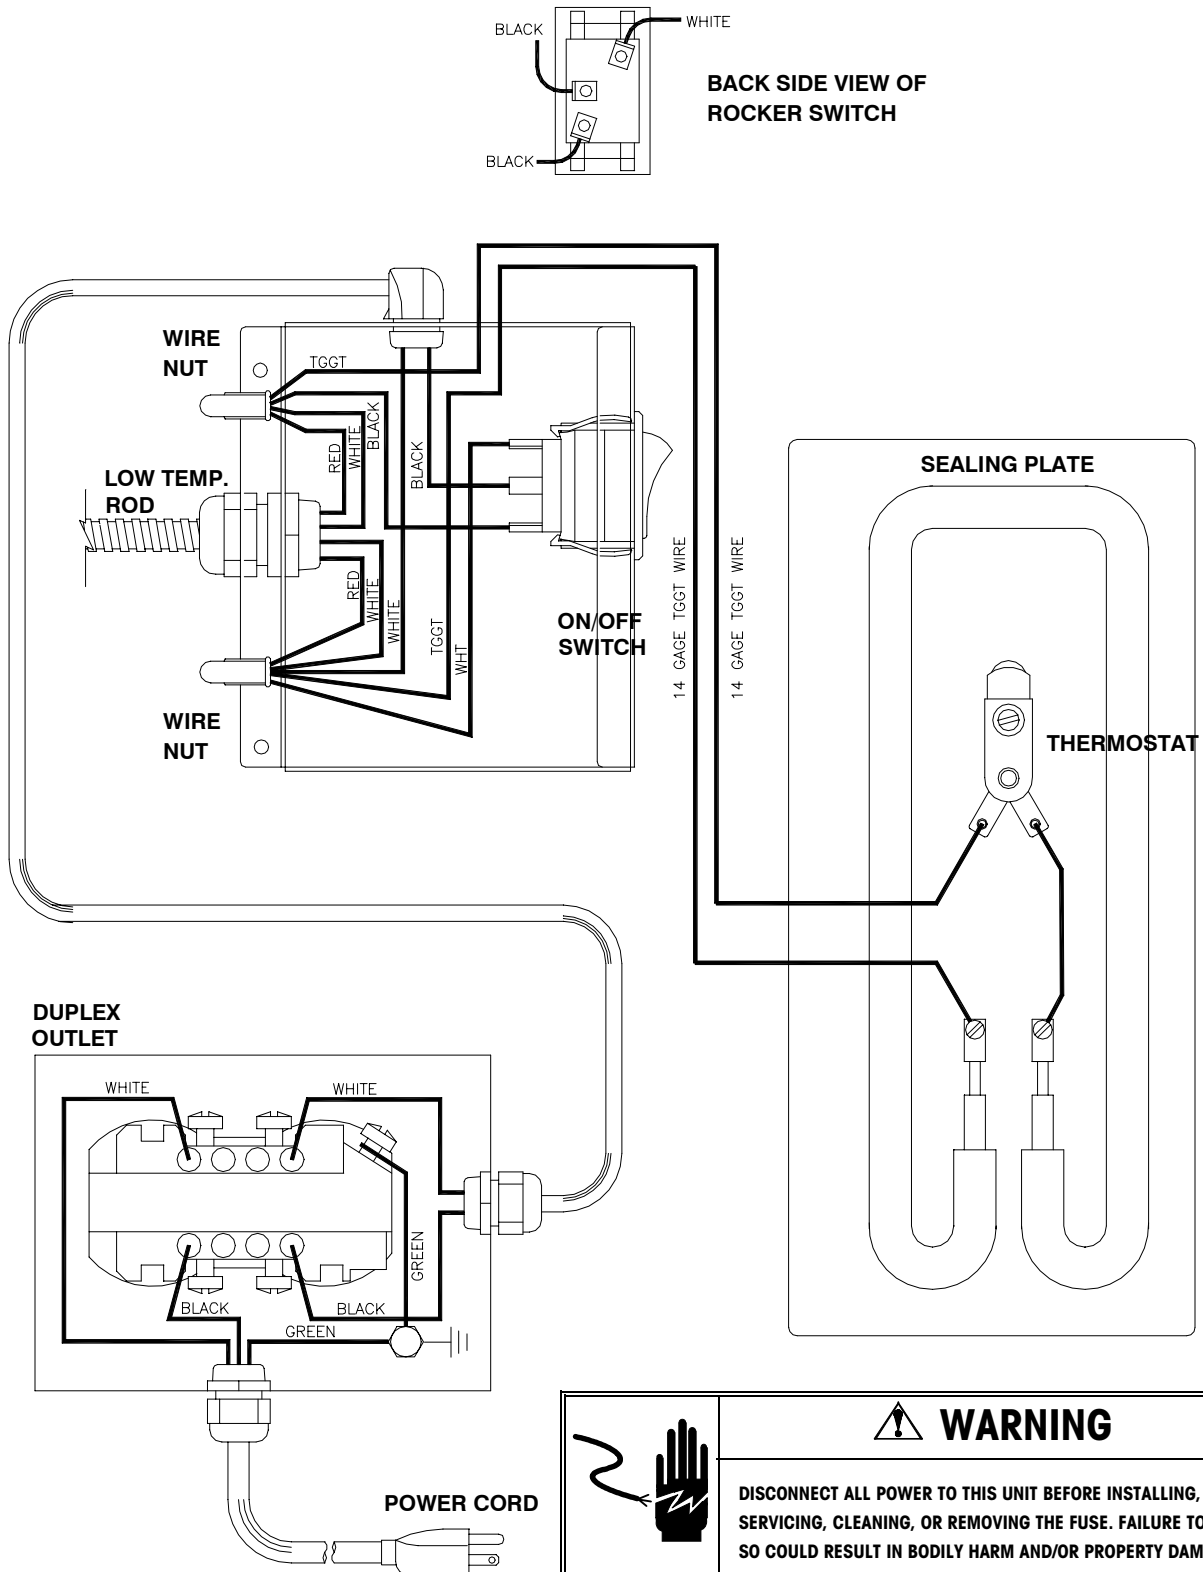 BLACK
WHITE
BACK SIDE VIEW OF
ROCKER SWITCH
BLACK
WIRE
NUT
TGGT
BLACK
WHITE
RED
BLACK
LOW TEMP.
ROD
SEALING PLATE
RED
WHITE
WHITE
TGGT
WHT
ON/OFF
SWITCH
14 GAGE TGGT WIRE
14 GAGE TGGT WIRE
WIRE
NUT
THERMOSTAT
DUPLEX
OUTLET
WHITE
WHITE
GREEN
BLACK
BLACK
GREEN
POWER CORD
WARNING
DISCONNECT ALL POWER TO THIS UNIT BEFORE INSTALLING,
SERVICING, CLEANING, OR REMOVING THE FUSE. FAILURE TO
SO COULD RESULT IN BODILY HARM AND/OR PROPERTY DAM